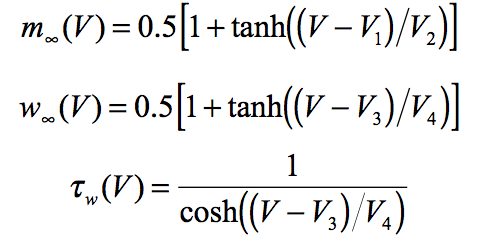 m∞(V) = 0.5[1 + tanh((V − V1)/V2)]
w∞(V) = 0.5[1 + tanh((V − V3)/V4)]
τw(V) = 1 / cosh((V − V3)/V4)